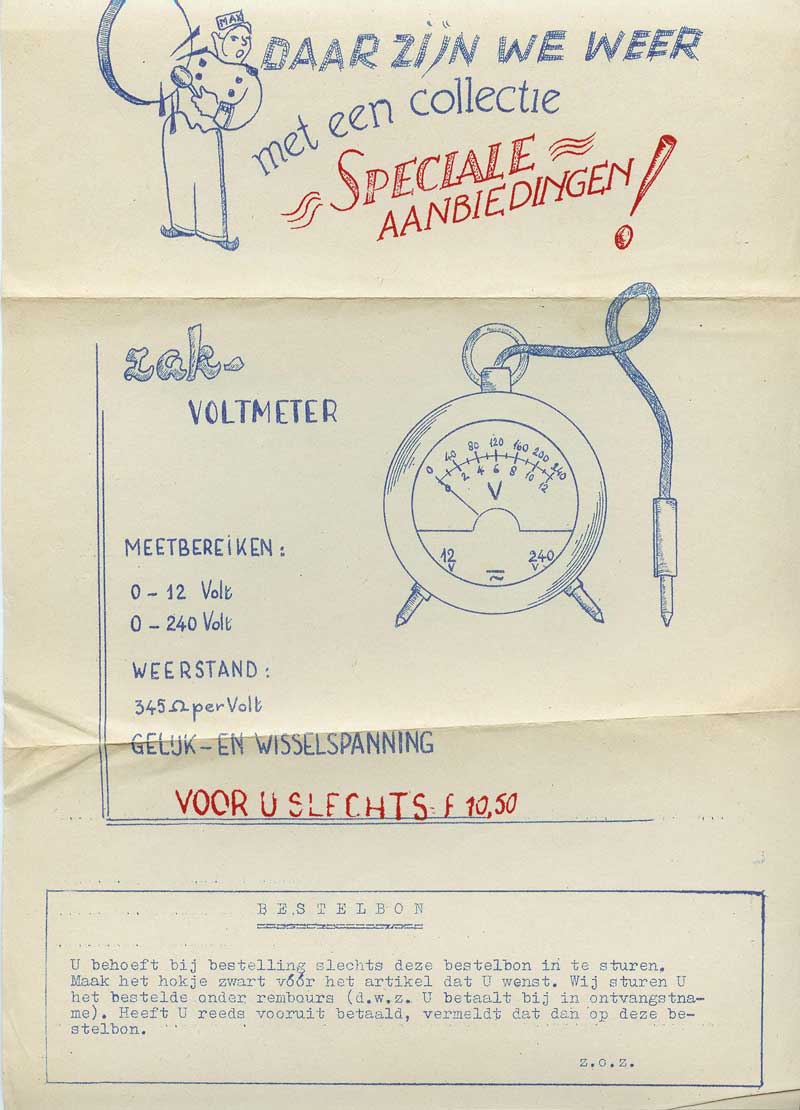 MAX
DAAR ZIJN WE WEER
met een collectie
SPECIALE
AANBIEDINGEN!
zak-
VOLTMETER
0 40 80 120 160 200 240
0 2 4 6 8 10 12
V
12 V
240 V
MEETBEREIKEN:
0 - 12 Volt
0 - 240 Volt
WEERSTAND:
345 Ω per Volt
GELIJK - EN WISSELSPANNING
VOOR U SLECHTS: f 10,50
BESTELBON
U behoeft bij bestelling slechts deze bestelbon in te sturen.
Maak het hokje zwart vóór het artikel dat U wenst. Wij sturen U
het bestelde onder rembours (d.w.z. U betaalt bij in ontvangstna-
me). Heeft U reeds vooruit betaald, vermeldt dat dan op deze be-
stelbon.
z.o.z.